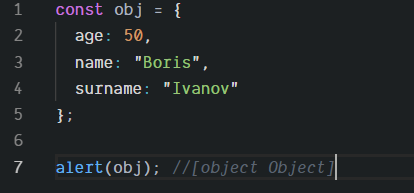 1 const obj = {
2   age: 50,
3   name: "Boris",
4   surname: "Ivanov"
5 };
6
7 alert(obj); //[object Object]